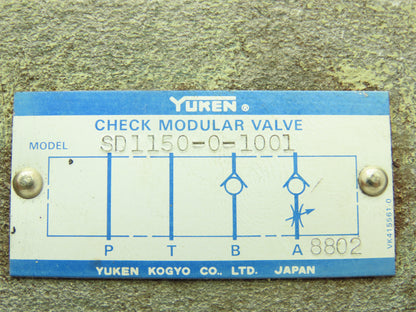 YUKEN ®
CHECK MODULAR VALVE
MODEL SD1150-0-1001
P T B A 8802
VK415561-0
YUKEN KOGYO CO., LTD. JAPAN